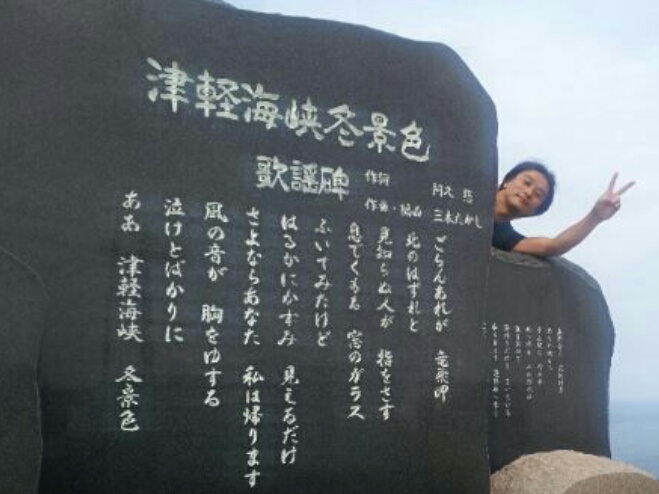 津軽海峡冬景色
歌謡碑
作詞 阿久 悠
作曲・編曲 三木たかし
ごらんあれが 竜飛岬
北のはずれと
見知らぬ人が 指をさす
息でくもる 窓のガラス
ふいてみたけど
はるかにかすみ 見えるだけ
さよならあなた 私は帰ります
風の音が 胸をゆする
泣けとばかりに
ああ 津軽海峡 冬景色